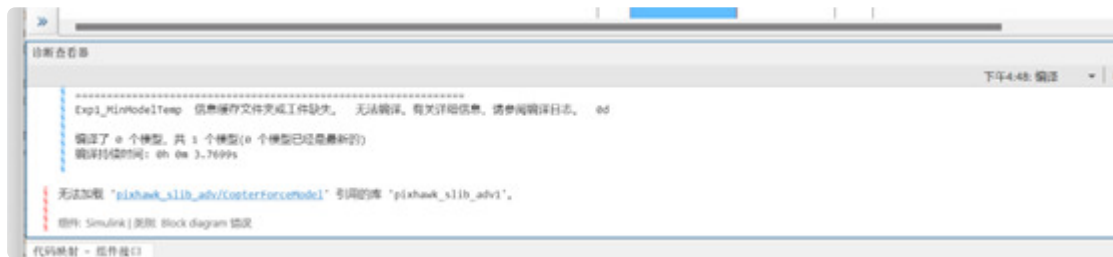 诊断查看器
下午4:48: 编译
Exp1_MinModelTemp 信息缓存文件夹或工件缺失。 无法编译。有关详细信息，请参阅编译日志。 0d
编译了 0 个模型，共 1 个模型(0 个模型已经是最新的)
编译持续时间: 0h 0m 3.7699s
无法加载 'pixhawk_slib_adv/CopterForceModel' 引用的库 'pixhawk_slib_adv1'。
组件: Simulink | 类别: Block diagram 错误
代码映射 - 组件接口